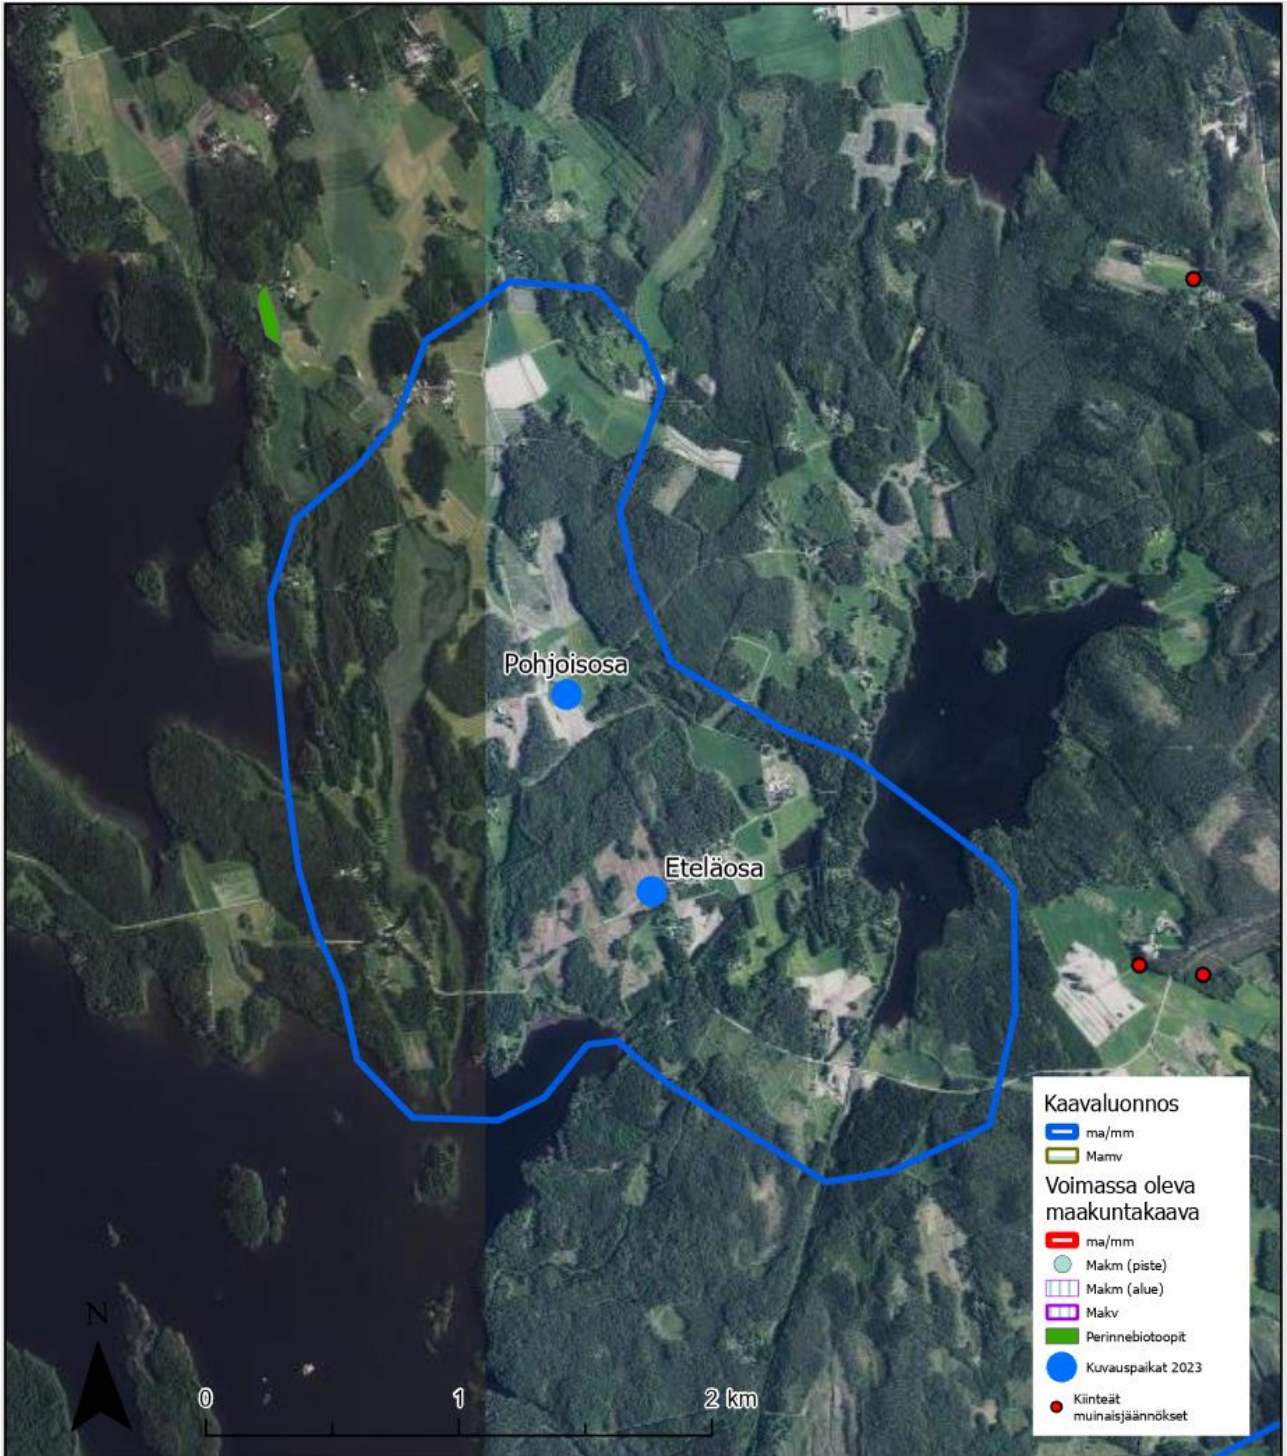 Pohjoisosa
Eteläosa
N
0 1 2 km
Kaavaluonnos
ma/mm
Mamv
Voimassa oleva
maakuntakaava
ma/mm
Makm (piste)
Makm (alue)
Makv
Perinnebiotoopit
Kuvauspaikat 2023
Kiinteät
muinaisjäännökset